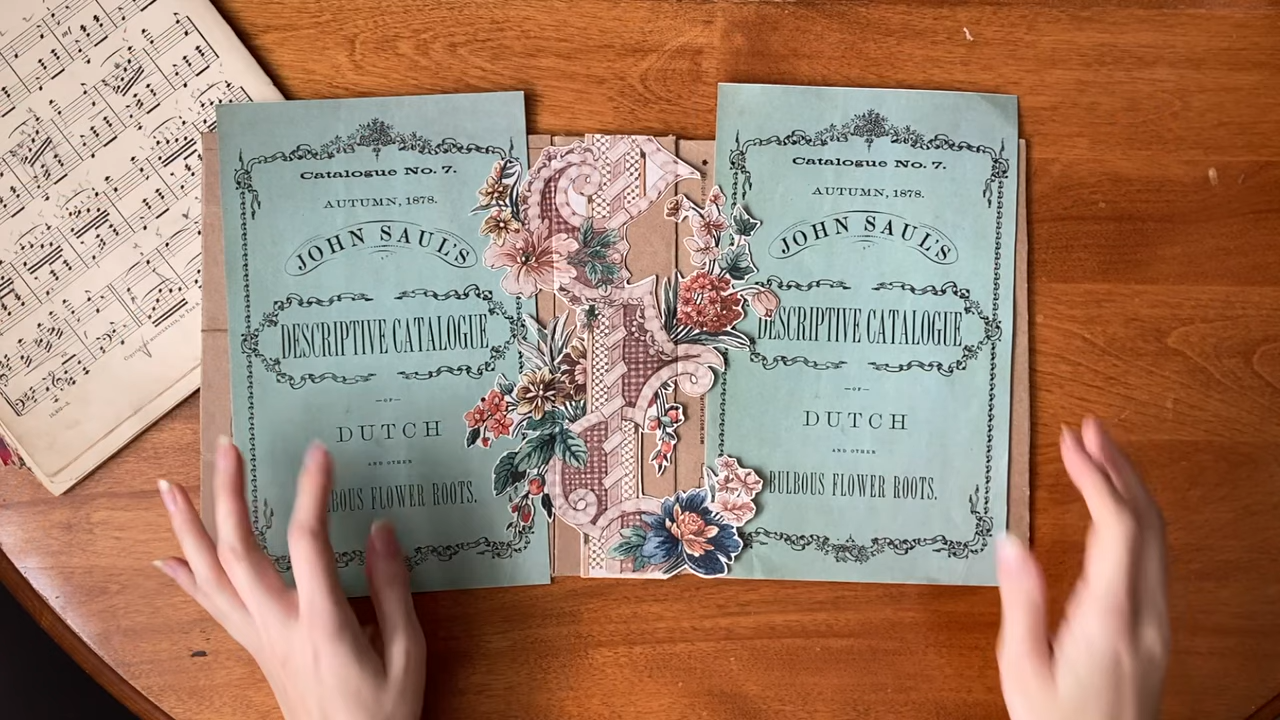 Catalogue No. 7.
AUTUMN, 1878.
JOHN SAUL'S
DESCRIPTIVE CATALOGUE
OF
DUTCH
AND OTHER
BOUS FLOWER ROOTS.
Catalogue No. 7.
AUTUMN, 1878.
JOHN SAUL'S
DESCRIPTIVE CATALOGUE
OF
DUTCH
AND OTHER
BULBOUS FLOWER ROOTS.